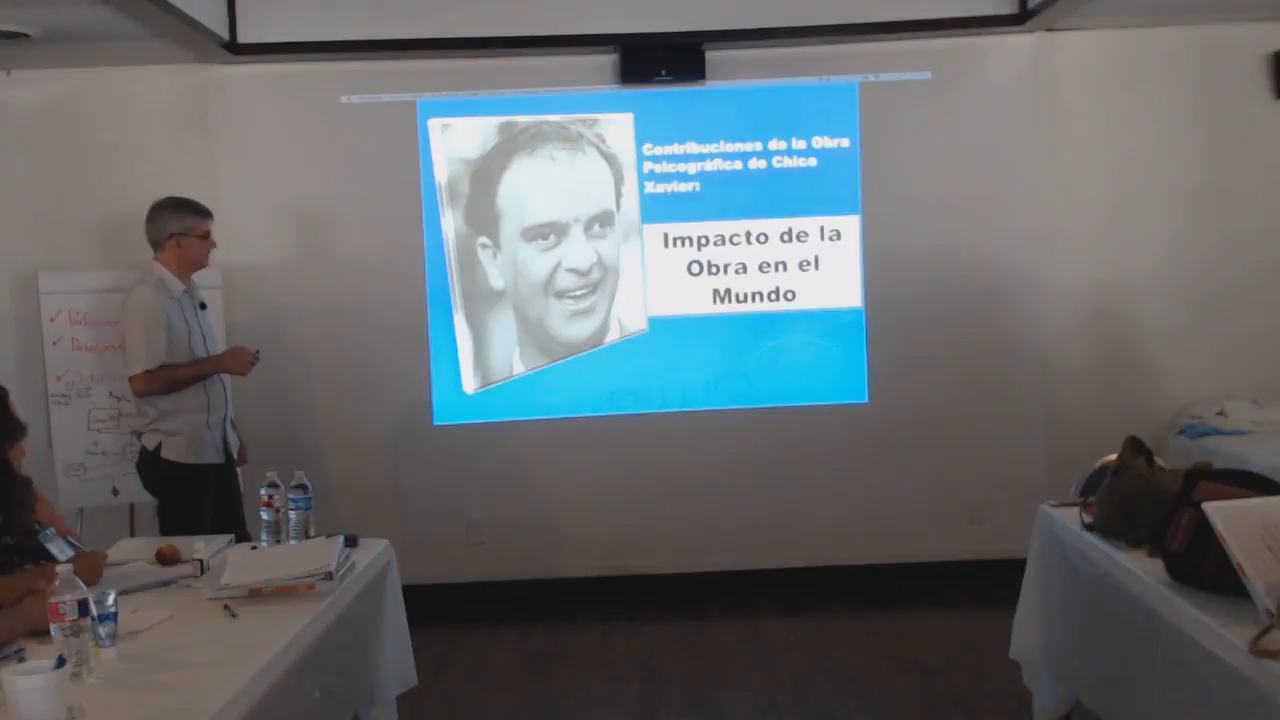 Contribuciones de la Obra
Psicográfica de Chico
Xavier:
Impacto de la
Obra en el
Mundo